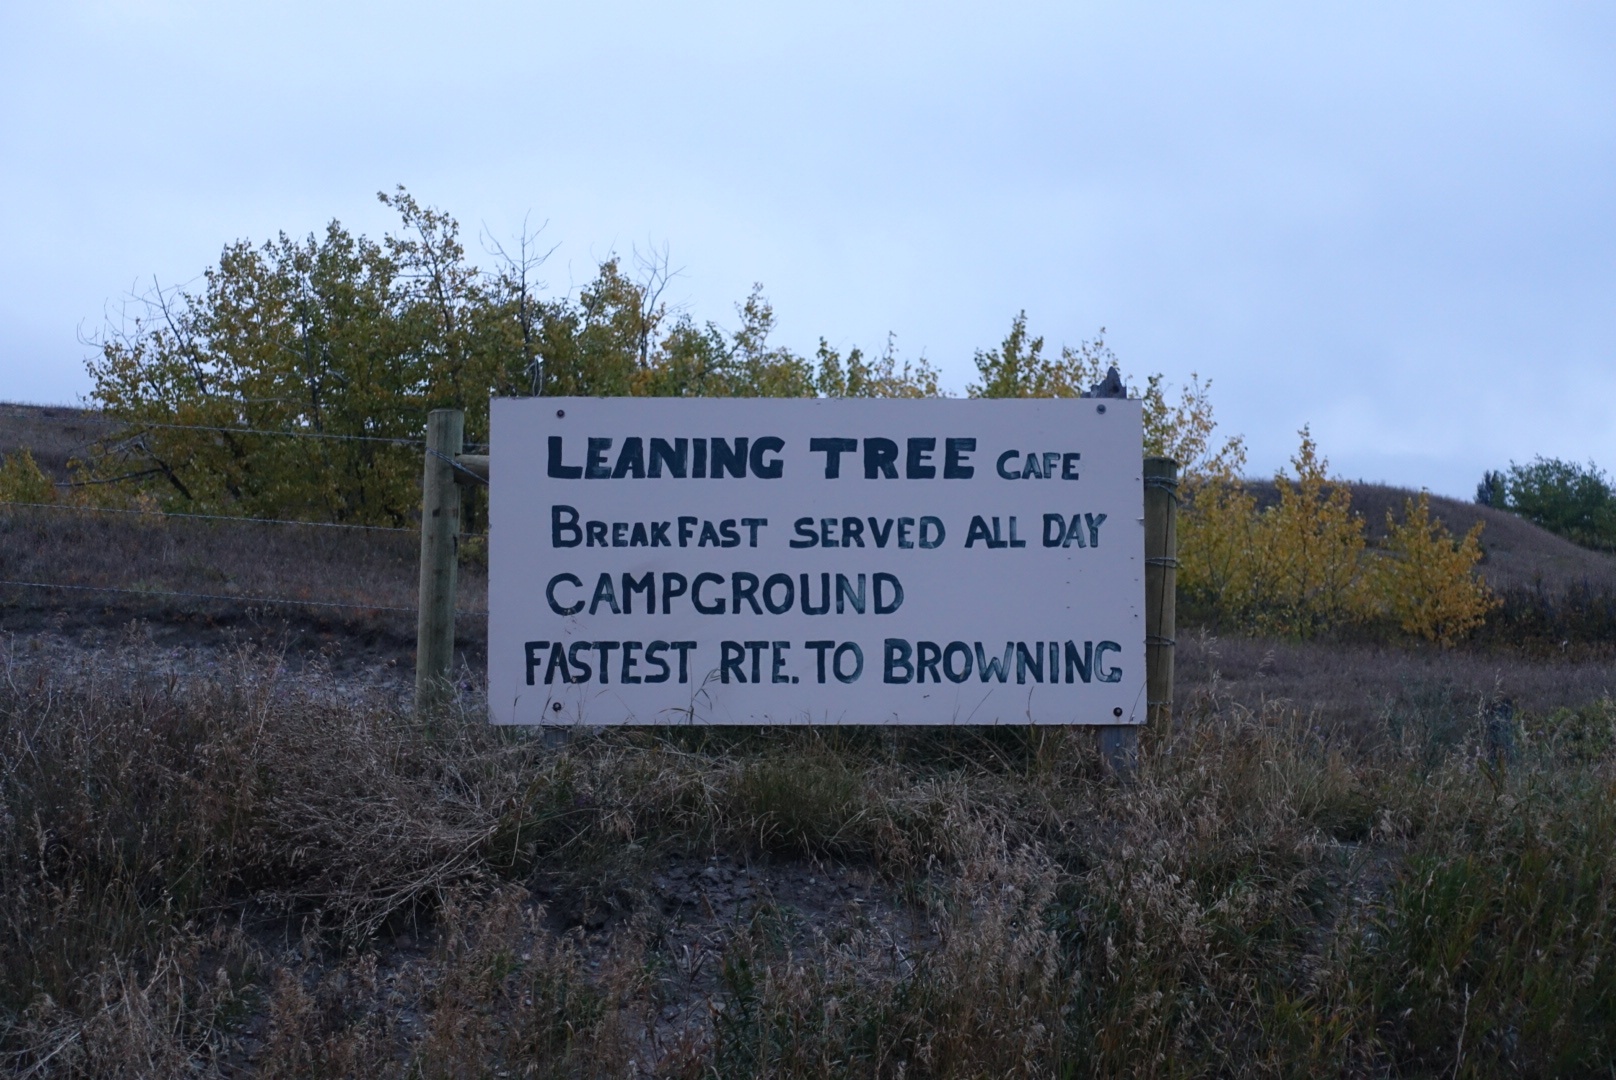 LEANING TREE CAFE
BREAKFAST SERVED ALL DAY
CAMPGROUND
FASTEST RTE. TO BROWNING